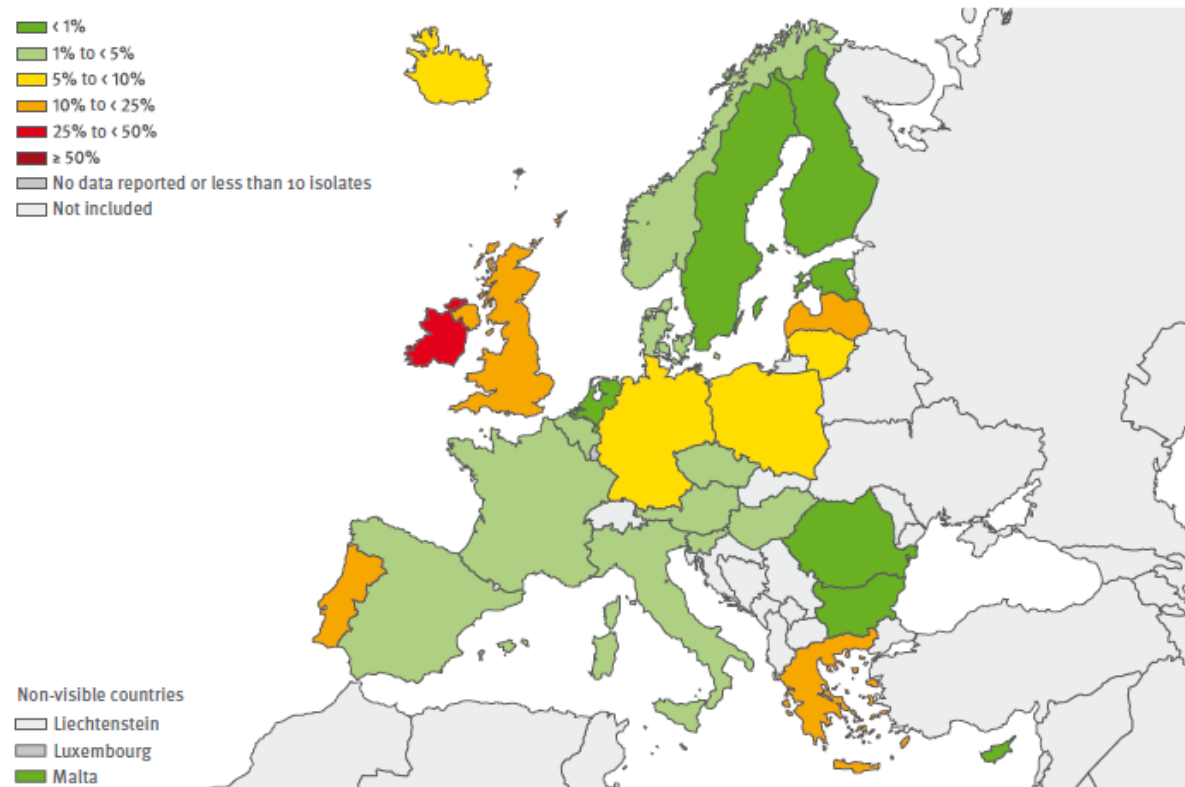 < 1%
1% to < 5%
5% to < 10%
10% to < 25%
25% to < 50%
≥ 50%
No data reported or less than 10 isolates
Not included
Non-visible countries
Liechtenstein
Luxembourg
Malta